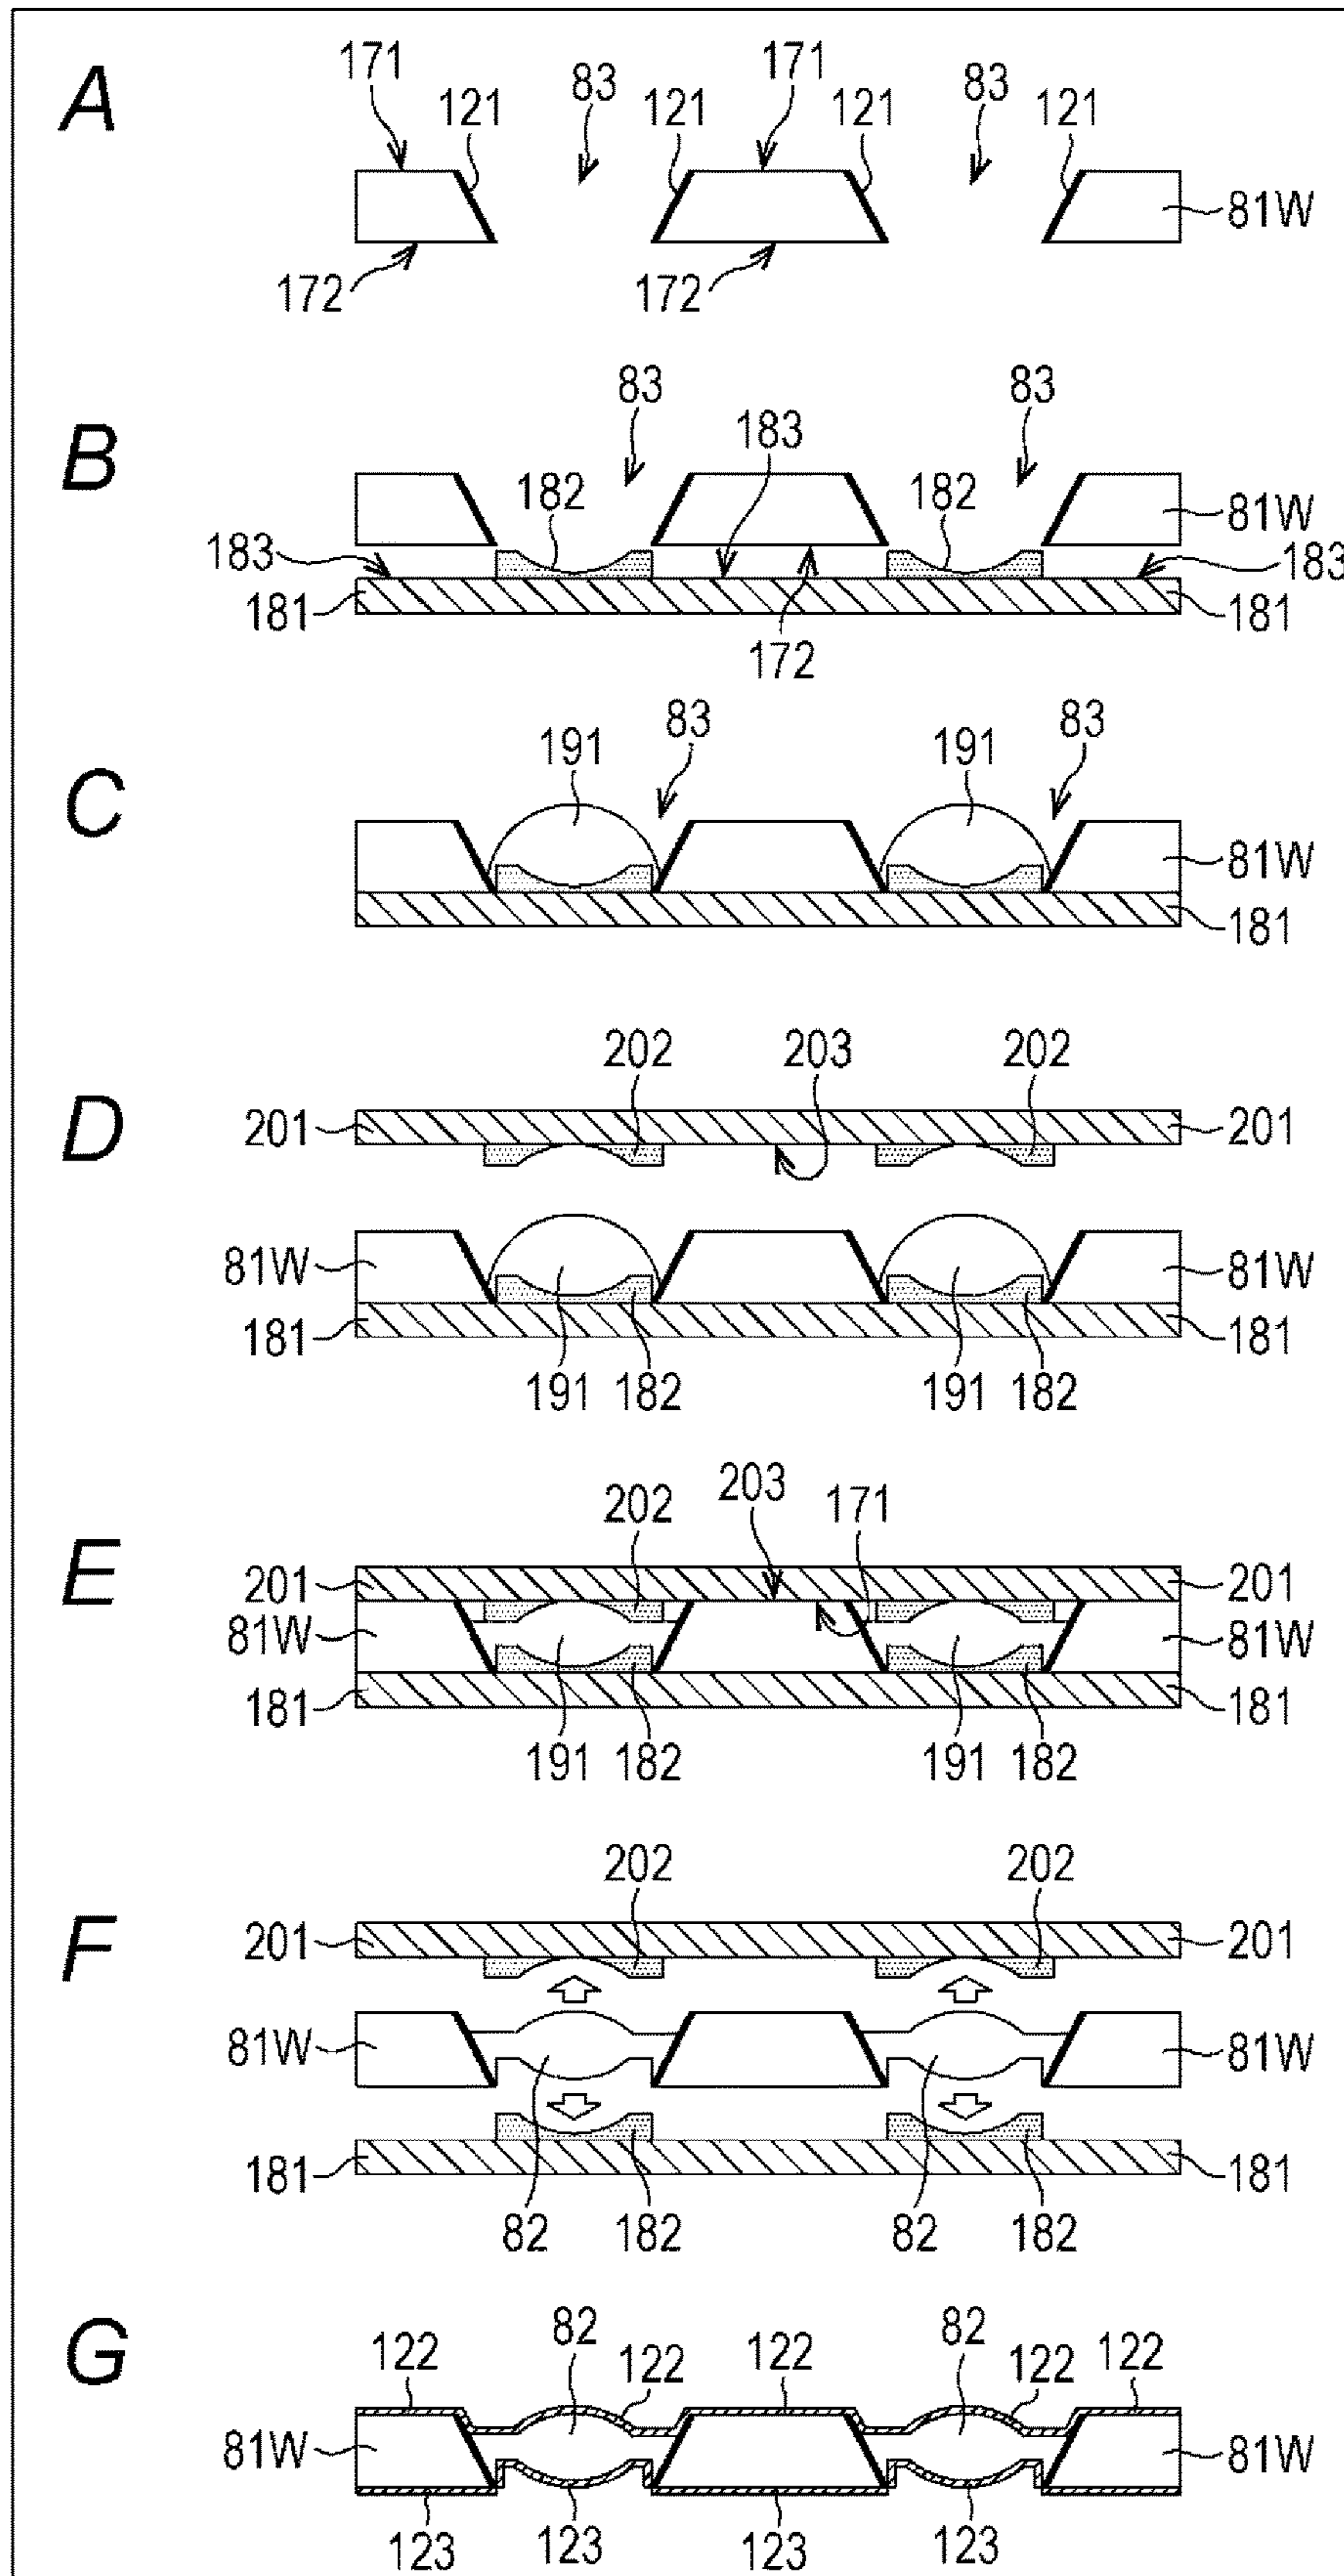 A
171 83 171 83
121 121 121 121
81W
172 172
B
83 83
183
182 182
81W
183 183
181 181
172
C
83 83
191 191
81W
181
D
202 203 202
201 201
81W 81W
181 181
191 182 191 182
E
203
202 171 202
201 201
81W 81W
181 181
191 182 191 182
F
202 202
201 201
81W 81W
181 181
82 182 82 182
G
82 82
122 122 122 122 122
81W 81W
123 123 123 123